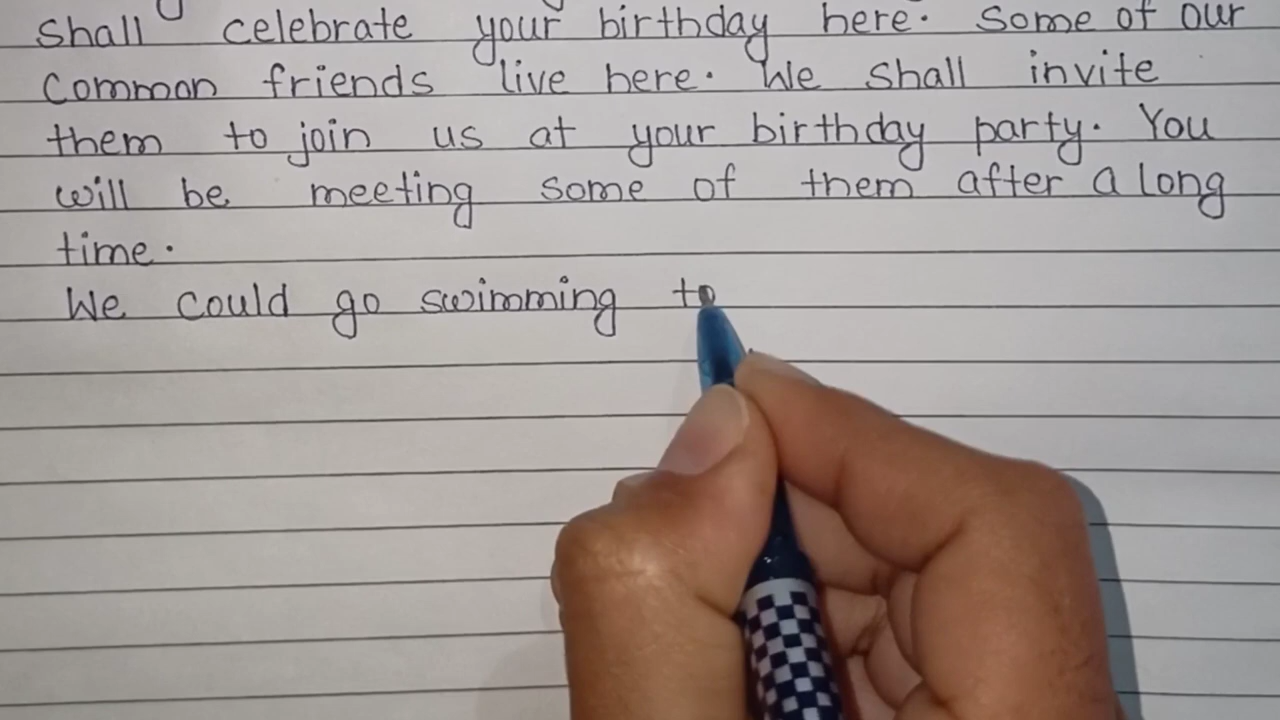 shall celebrate your birthday here. Some of our
common friends live here. We shall invite
them to join us at your birthday party. You
will be meeting some of them after a long
time.
We could go swimming to